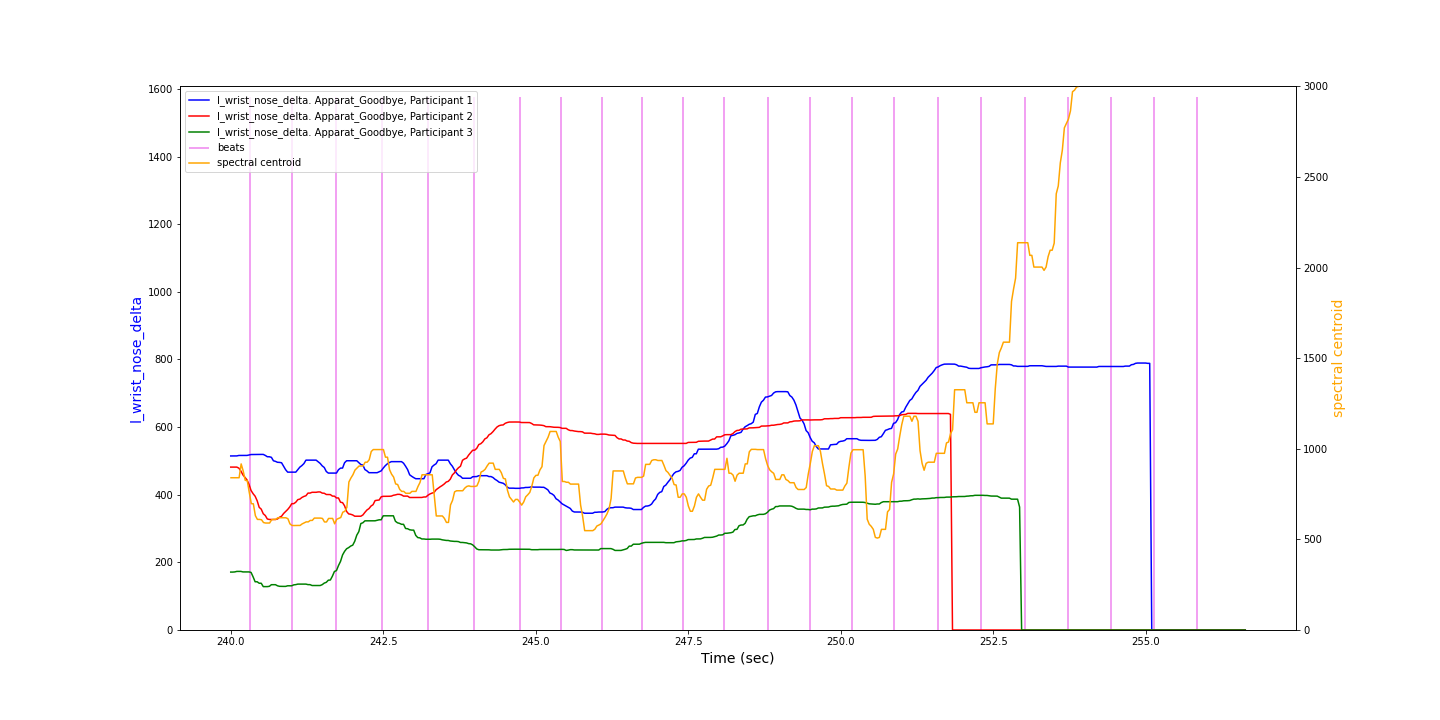 l_wrist_nose_delta. Apparat_Goodbye, Participant 1
l_wrist_nose_delta. Apparat_Goodbye, Participant 2
l_wrist_nose_delta. Apparat_Goodbye, Participant 3
beats
spectral centroid
1600
1400
1200
1000
800
600
400
200
0
l_wrist_nose_delta
3000
2500
2000
1500
1000
500
0
spectral centroid
240.0 242.5 245.0 247.5 250.0 252.5 255.0
Time (sec)